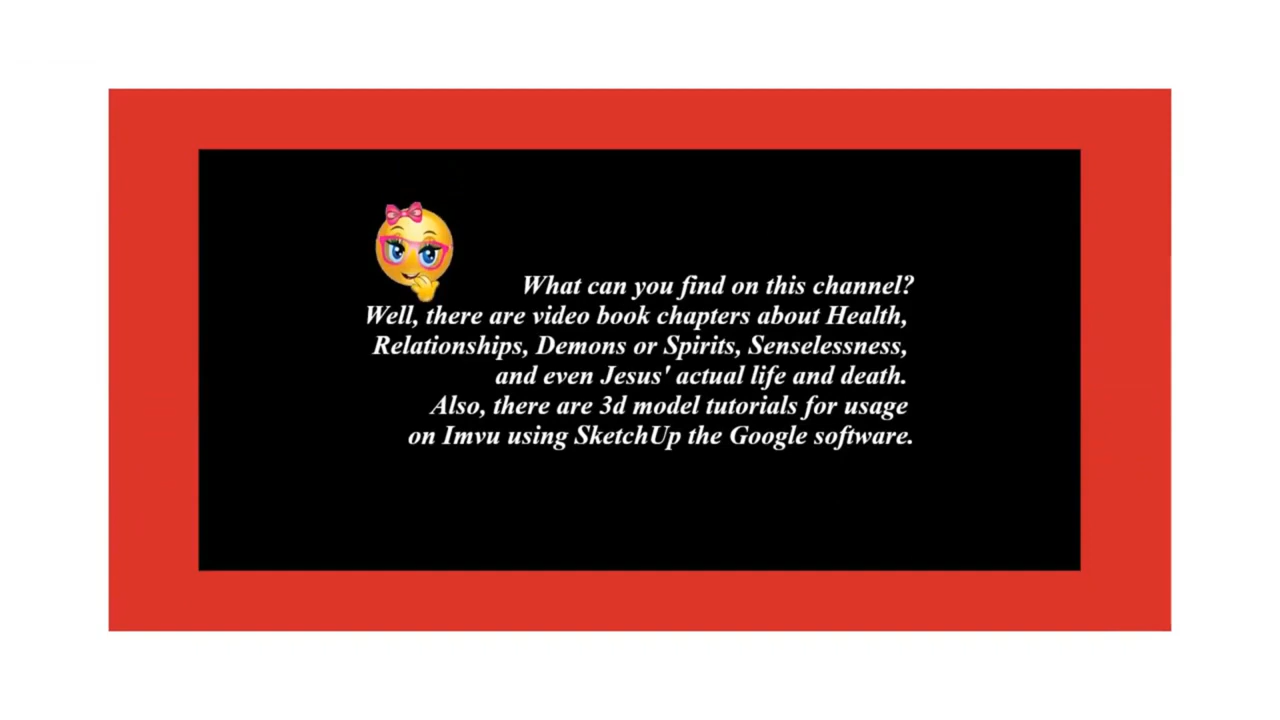 What can you find on this channel?
Well, there are video book chapters about Health,
Relationships, Demons or Spirits, Senselessness,
and even Jesus' actual life and death.
Also, there are 3d model tutorials for usage
on Imvu using SketchUp the Google software.